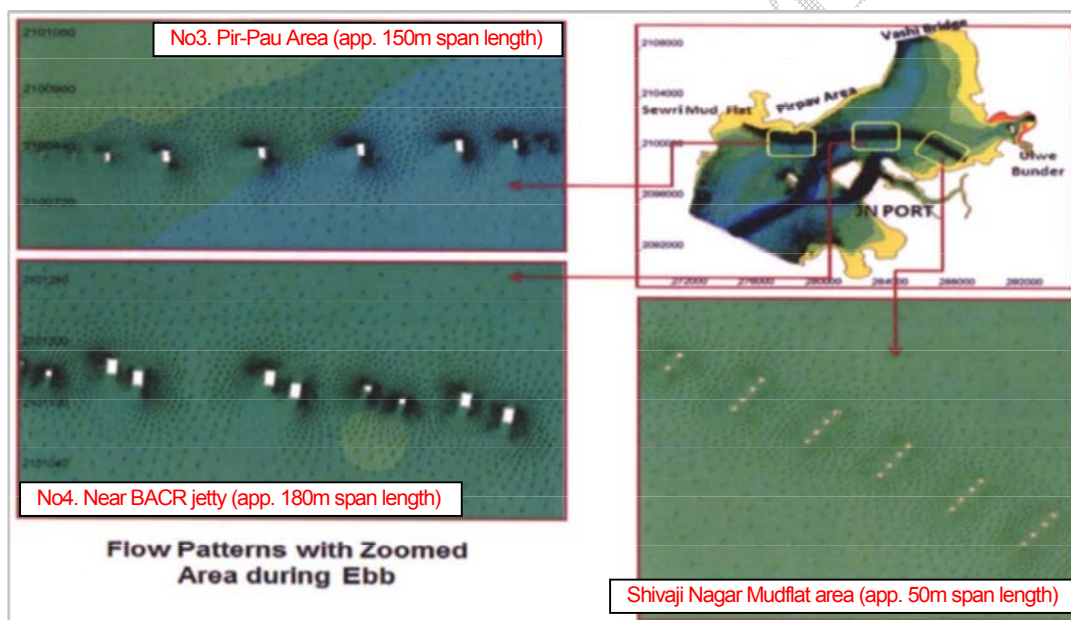 No3. Pir-Pau Area (app. 150m span length)
2101080
2100960
2100840
2100720
2101280
2101200
2101040
No4. Near BACR jetty (app. 180m span length)
Flow Patterns with Zoomed
Area during Ebb
Vashi Bridge
2108000
2104000
Pirpav Area
Sewri Mud Flat
2100000
Ulwe
Bunder
2096000
JN PORT
2092000
272000 276000 280000 284000 288000 292000
Shivaji Nagar Mudflat area (app. 50m span length)